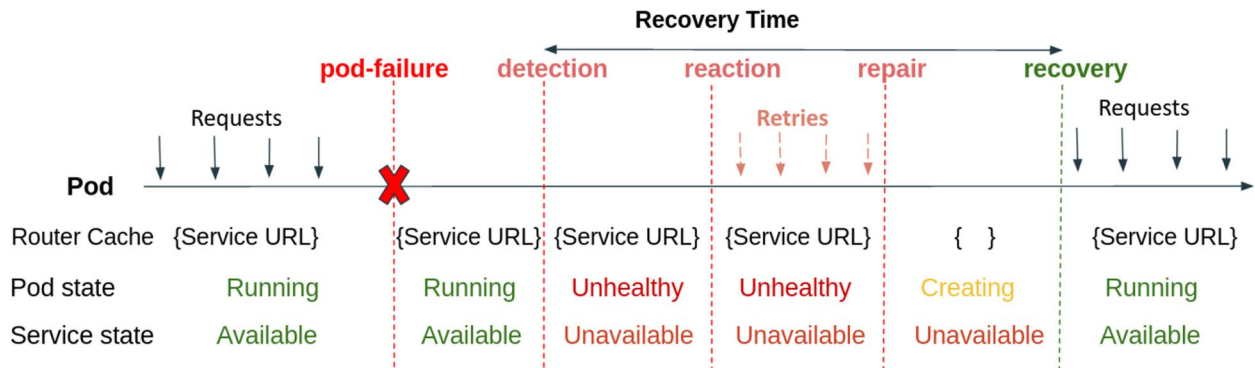 Recovery Time
pod-failure detection reaction repair recovery
Requests Retries Requests
Pod
Router Cache {Service URL} {Service URL} {Service URL} {Service URL} { } {Service URL}
Pod state Running Running Unhealthy Unhealthy Creating Running
Service state Available Available Unavailable Unavailable Unavailable Available